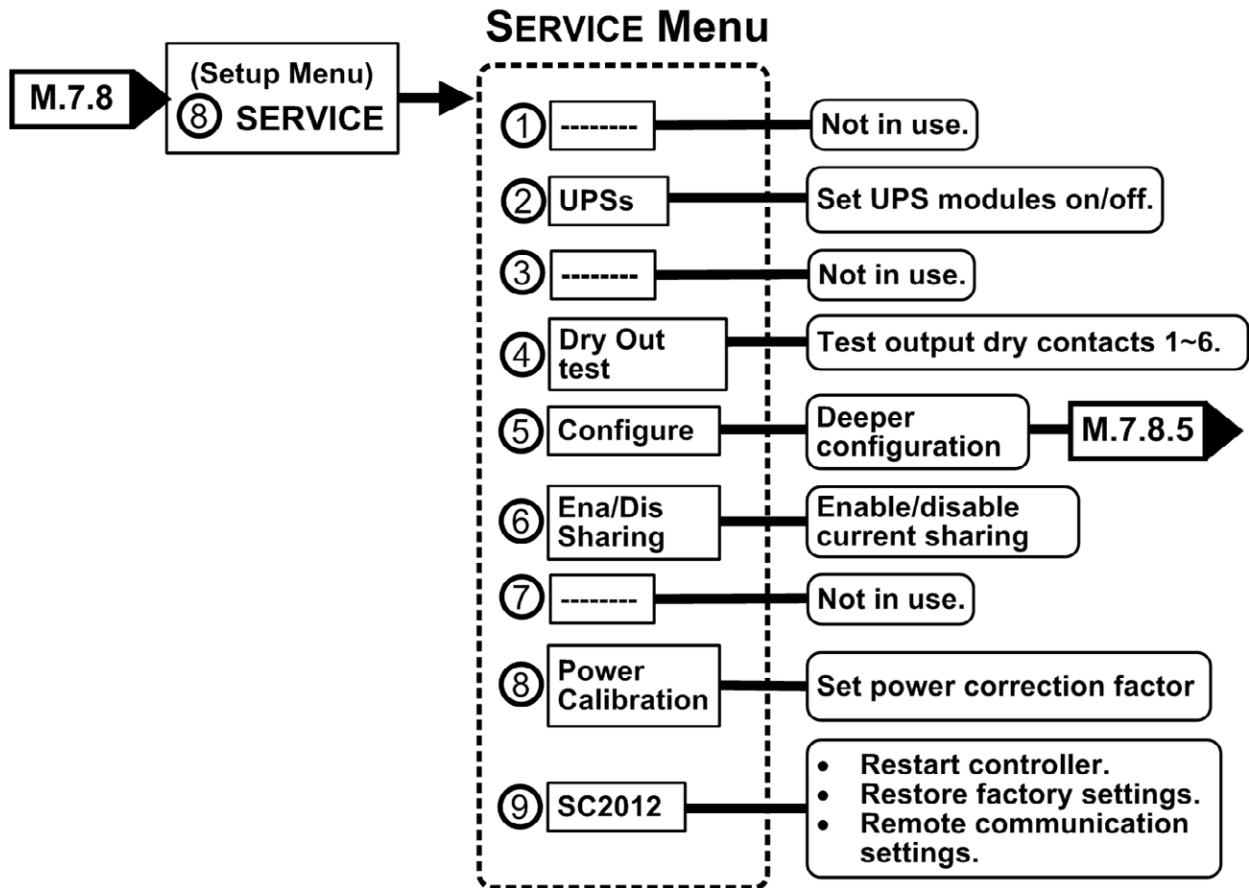 SERVICE Menu
M.7.8
(Setup Menu)
8 SERVICE
1 --------
Not in use.
2 UPSs
Set UPS modules on/off.
3 --------
Not in use.
4 Dry Out
test
Test output dry contacts 1~6.
5 Configure
Deeper
configuration
M.7.8.5
6 Ena/Dis
Sharing
Enable/disable
current sharing
7 --------
Not in use.
8 Power
Calibration
Set power correction factor
9 SC2012
• Restart controller.
• Restore factory settings.
• Remote communication
settings.